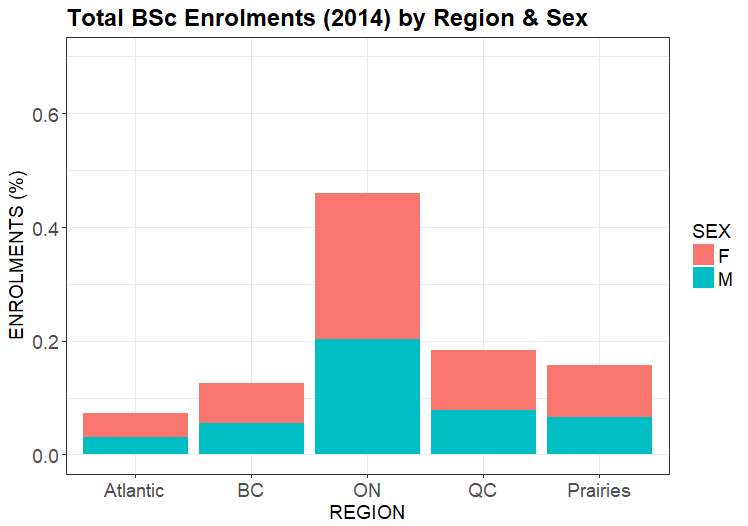 Total BSc Enrolments (2014) by Region & Sex
ENROLMENTS (%)
0.6
0.4
0.2
0.0
Atlantic BC ON QC Prairies
REGION
SEX
F
M